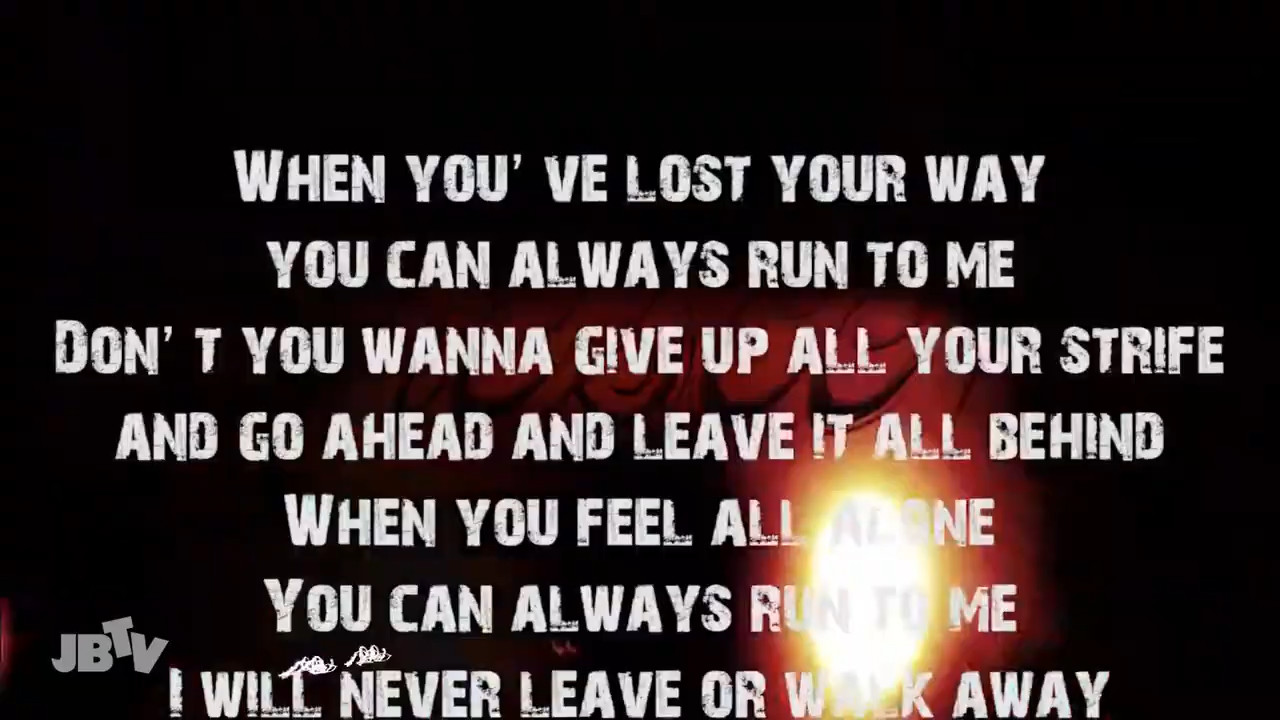 WHEN YOU' VE LOST YOUR WAY
YOU CAN ALWAYS RUN TO ME
DON' T YOU WANNA GIVE UP ALL YOUR STRIFE
AND GO AHEAD AND LEAVE IT ALL BEHIND
WHEN YOU FEEL ALL ALONE
YOU CAN ALWAYS RUN TO ME
I WILL NEVER LEAVE OR WALK AWAY
JBTV